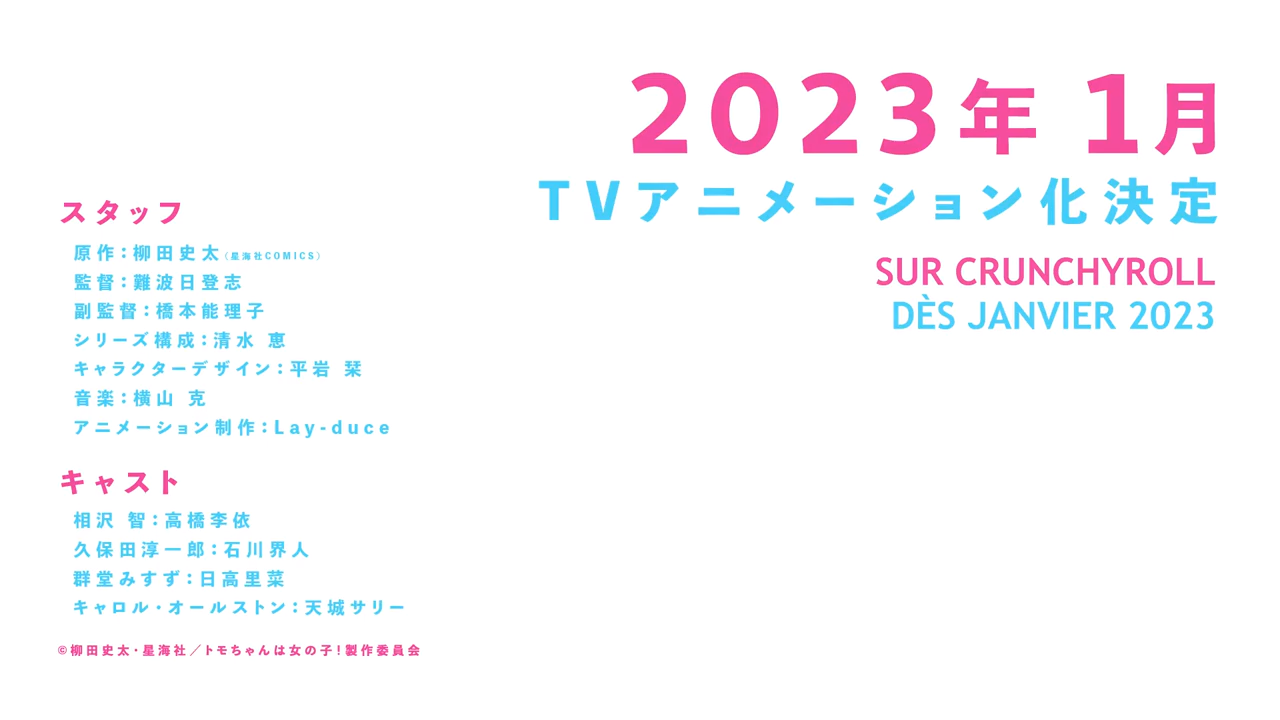 2023年 1月
TVアニメーション化決定
SUR CRUNCHYROLL
DÈS JANVIER 2023
スタッフ
原作：柳田史太（星海社COMICS）
監督：難波日登志
副監督：橋本能理子
シリーズ構成：清水 恵
キャラクターデザイン：平岩 栞
音楽：横山 克
アニメーション制作：Lay-duce
キャスト
相沢 智：高橋李依
久保田淳一郎：石川界人
群堂みすず：日高里菜
キャロル・オールストン：天城サリー
©柳田史太・星海社／トモちゃんは女の子！製作委員会